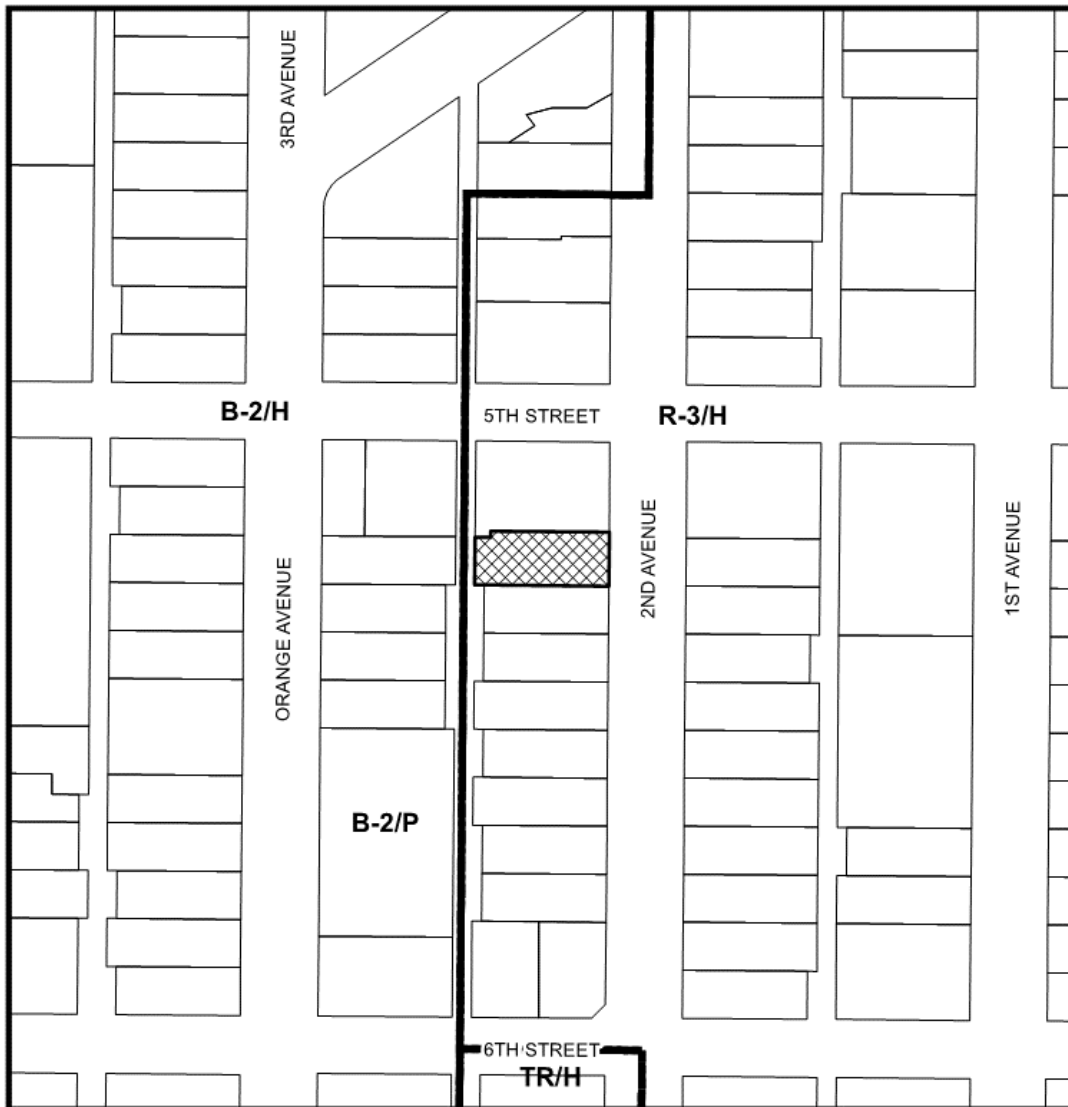 3RD AVENUE
B-2/H
5TH STREET
R-3/H
ORANGE AVENUE
2ND AVENUE
1ST AVENUE
B-2/P
6TH STREET
TR/H